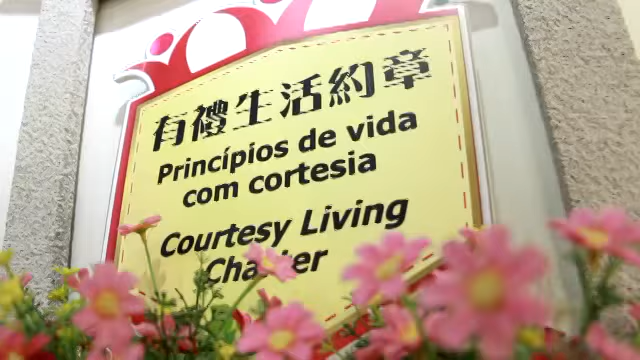 有禮生活約章
Princípios de vida
com cortesia
Courtesy Living
Charter